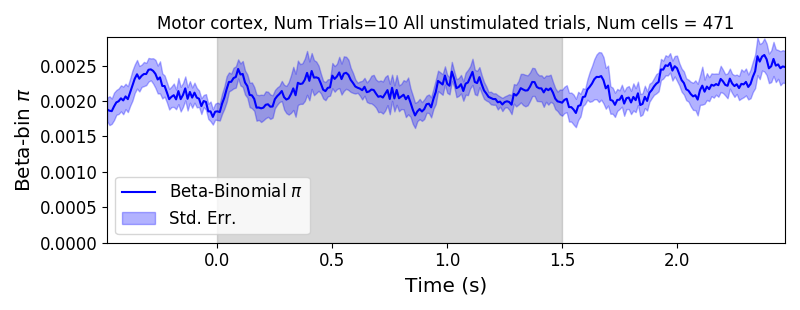 Motor cortex, Num Trials=10 All unstimulated trials, Num cells = 471
Beta-bin π
0.0025
0.0020
0.0015
0.0010
0.0005
0.0000
Beta-Binomial π
Std. Err.
0.0 0.5 1.0 1.5 2.0
Time (s)